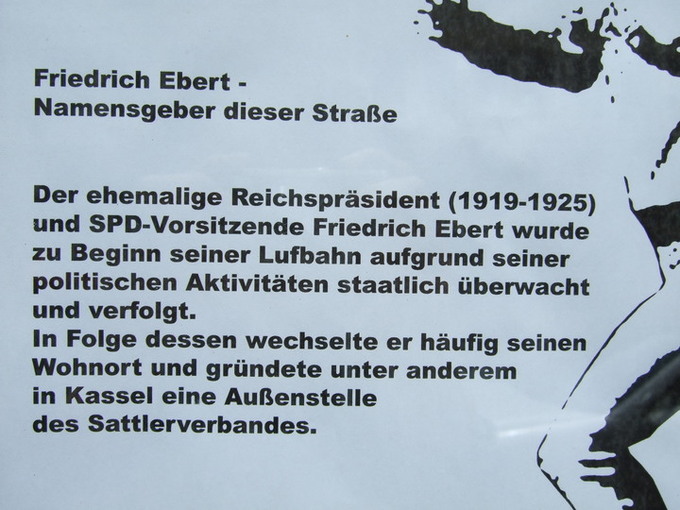 Friedrich Ebert -
Namensgeber dieser Straße
Der ehemalige Reichspräsident (1919-1925)
und SPD-Vorsitzende Friedrich Ebert wurde
zu Beginn seiner Lufbahn aufgrund seiner
politischen Aktivitäten staatlich überwacht
und verfolgt.
In Folge dessen wechselte er häufig seinen
Wohnort und gründete unter anderem
in Kassel eine Außenstelle
des Sattlerverbandes.